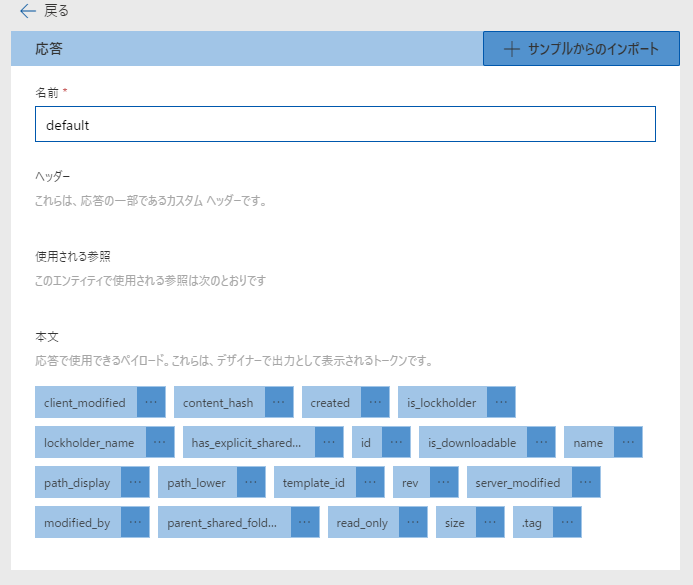 ← 戻る
応答
＋ サンプルからのインポート
名前 *
default
ヘッダー
これらは、応答の一部であるカスタム ヘッダーです。
使用される参照
このエンティティで使用される参照は次のとおりです
本文
応答で使用できるペイロード。これらは、デザイナーで出力として表示されるトークンです。
client_modified ... content_hash ... created ... is_lockholder ...
lockholder_name ... has_explicit_shared... ... id ... is_downloadable ... name ...
path_display ... path_lower ... template_id ... rev ... server_modified ...
modified_by ... parent_shared_fold... ... read_only ... size ... .tag ...